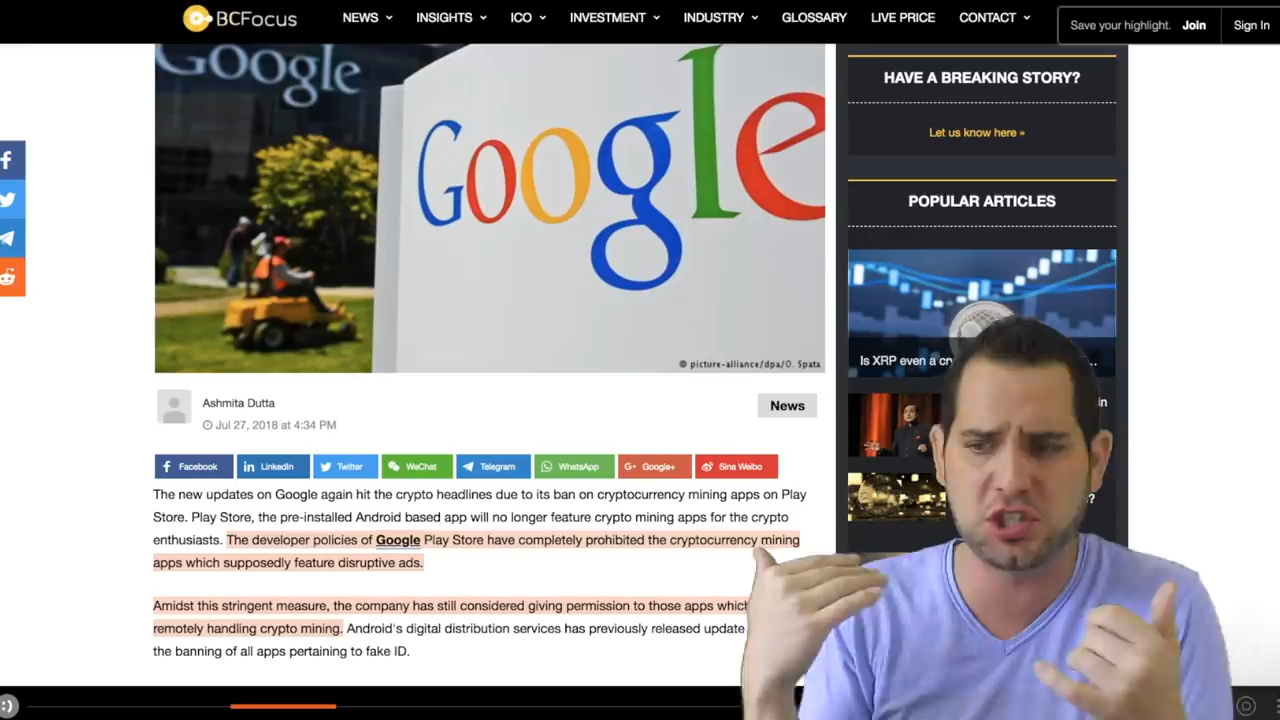 BCFocus
NEWS INSIGHTS ICO INVESTMENT INDUSTRY GLOSSARY LIVE PRICE CONTACT
Save your highlight. Join Sign In
Google
Google
© picture-alliance/dpa/O. Spata
HAVE A BREAKING STORY?
Let us know here »
POPULAR ARTICLES
Is XRP even a
..
in
?
Ashmita Dutta
Jul 27, 2018 at 4:34 PM
News
Facebook LinkedIn Twitter WeChat Telegram WhatsApp Google+ Sina Weibo
The new updates on Google again hit the crypto headlines due to its ban on cryptocurrency mining apps on Play
Store. Play Store, the pre-installed Android based app will no longer feature crypto mining apps for the crypto
enthusiasts. The developer policies of Google Play Store have completely prohibited the cryptocurrency mining
apps which supposedly feature disruptive ads.
Amidst this stringent measure, the company has still considered giving permission to those apps which
remotely handling crypto mining. Android's digital distribution services has previously released update
the banning of all apps pertaining to fake ID.